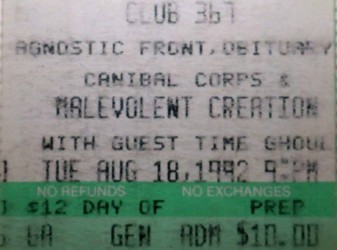 CLUB 367
AGNOSTIC FRONT, OBITUARY
CANIBAL CORPS &
MALEVOLENT CREATION
WITH GUEST TIME GHOUL
TUE AUG 18,1992 9:PM
NO REFUNDS NO EXCHANGES
$12 DAY OF PREP
GA GEN ADM $10.00